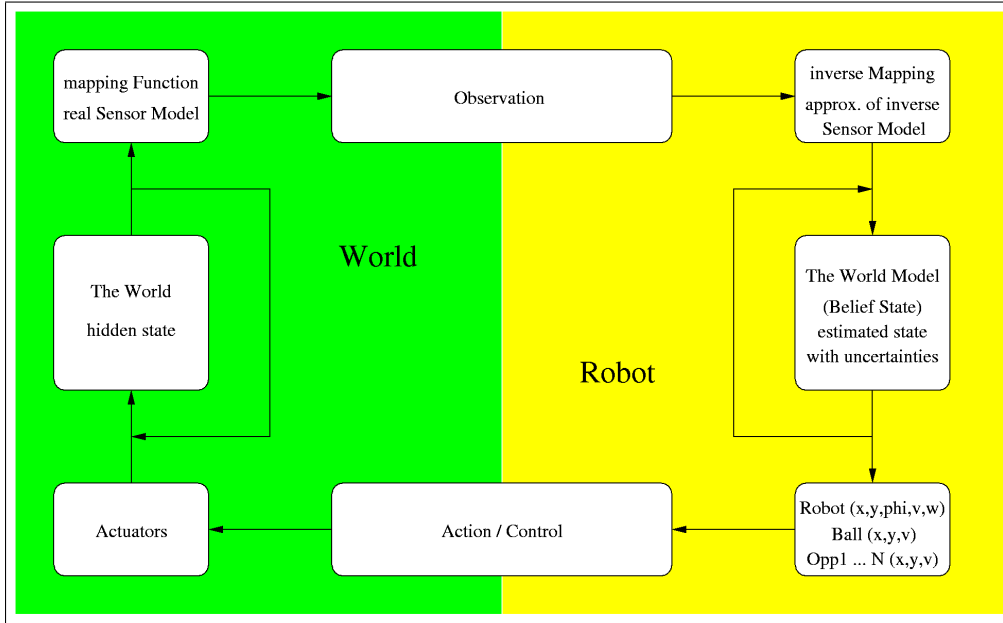 mapping Function
real Sensor Model
Observation
inverse Mapping
approx. of inverse
Sensor Model
World
The World
hidden state
The World Model
(Belief State)
estimated state
with uncertainties
Robot
Actuators
Action / Control
Robot (x,y,phi,v,w)
Ball (x,y,v)
Opp1 ... N (x,y,v)